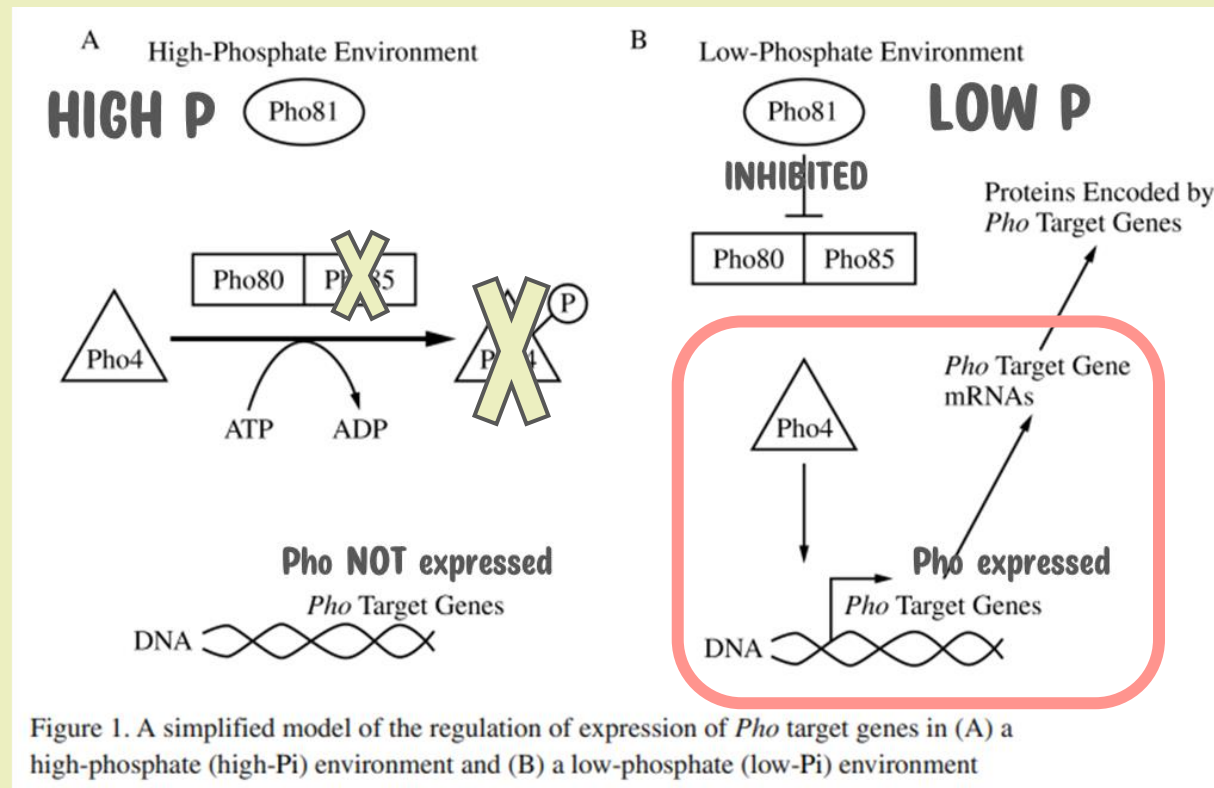 A
High-Phosphate Environment
HIGH P
Pho81
Pho80
Pho4
P
ATP
ADP
Pho NOT expressed
Pho Target Genes
DNA
B
Low-Phosphate Environment
Pho81
LOW P
INHIBITED
Proteins Encoded by
Pho Target Genes
Pho80
Pho85
Pho Target Gene
mRNAs
Pho4
Pho expressed
Pho Target Genes
DNA
Figure 1. A simplified model of the regulation of expression of Pho target genes in (A) a
high-phosphate (high-Pi) environment and (B) a low-phosphate (low-Pi) environment